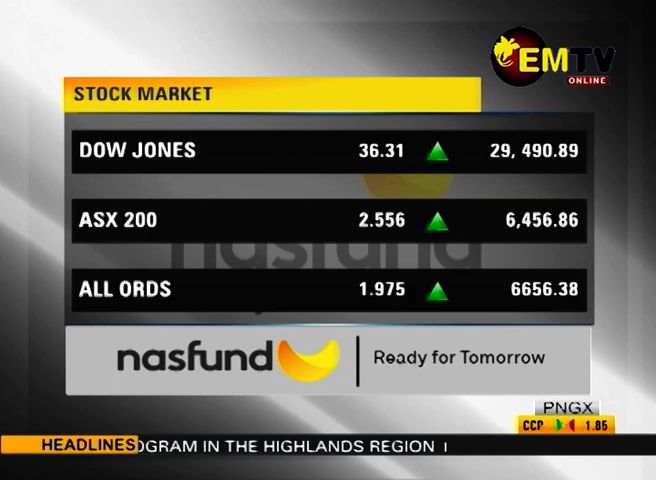 EMTV
ONLINE
STOCK MARKET
DOW JONES 36.31 29, 490.89
ASX 200 2.556 6,456.86
ALL ORDS 1.975 6656.38
nasfund
nasfund Ready for Tomorrow
PNGX
CCP 1.85
HEADLINES OGRAM IN THE HIGHLANDS REGION